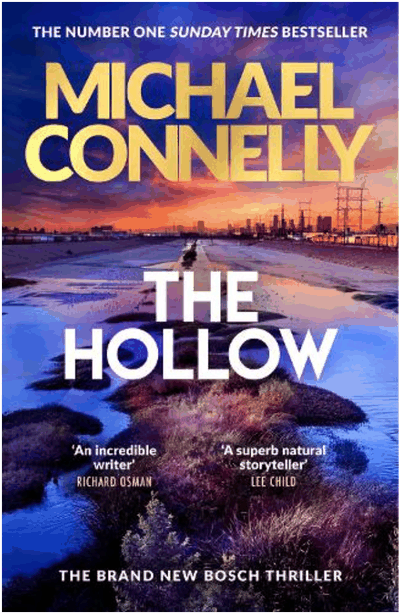 THE NUMBER ONE SUNDAY TIMES BESTSELLER
MICHAEL
CONNELLY
THE
HOLLOW
'An incredible
writer'
RICHARD OSMAN
'A superb natural
storyteller'
LEE CHILD
THE BRAND NEW BOSCH THRILLER